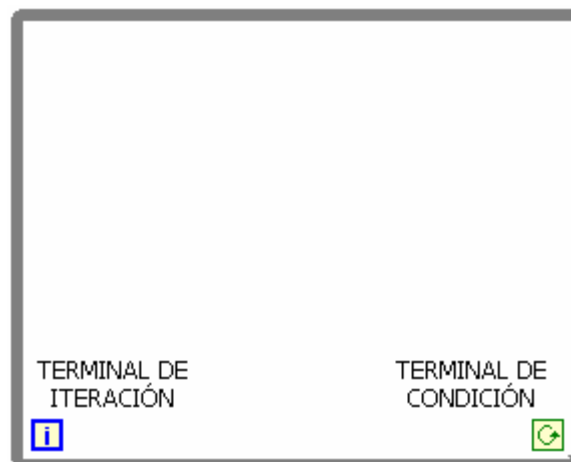 TERMINAL DE
ITERACIÓN
TERMINAL DE
CONDICIÓN
i